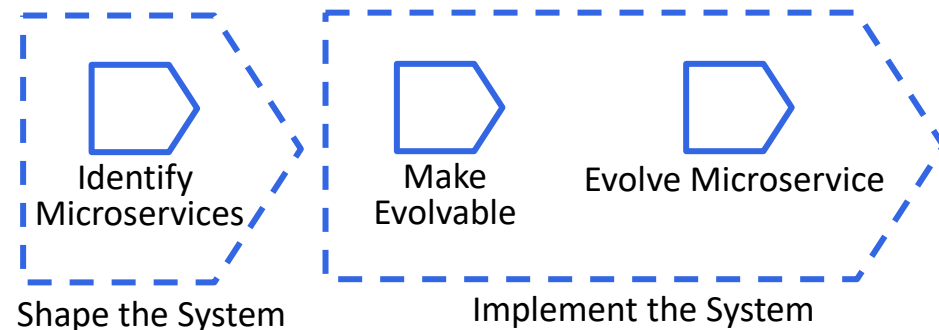 Identify
Microservices
Make
Evolvable
Evolve Microservice
Shape the System
Implement the System